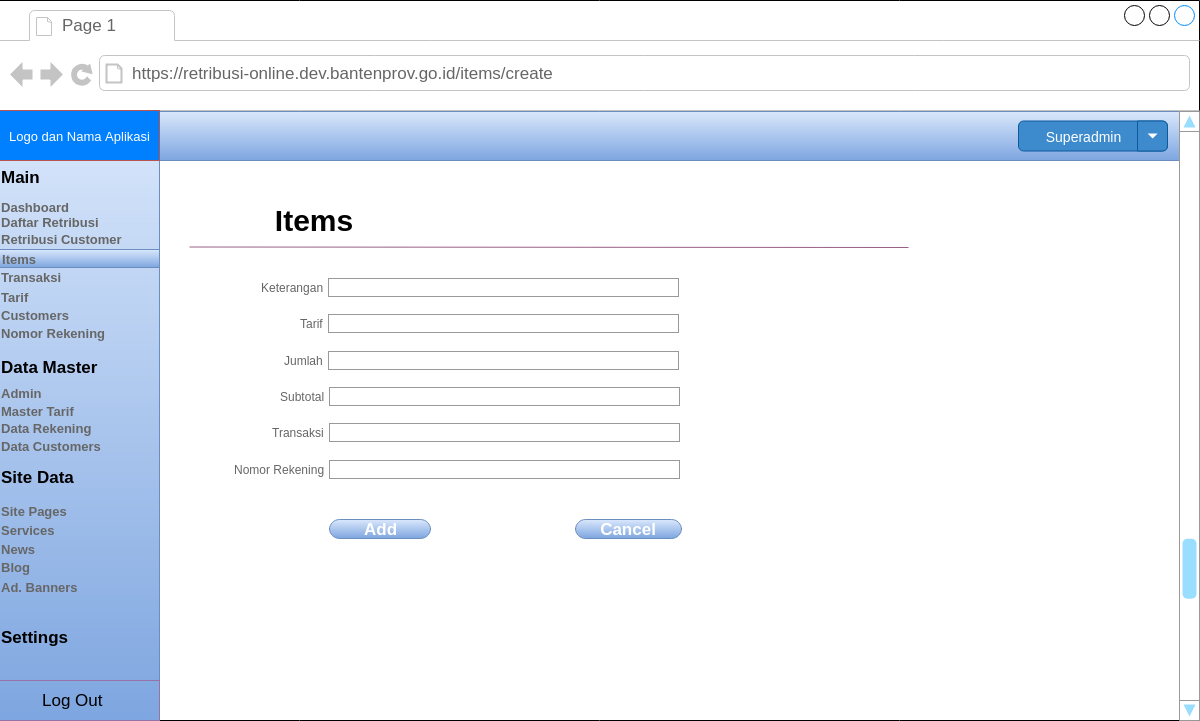 Page 1
https://retribusi-online.dev.bantenprov.go.id/items/create
Logo dan Nama Aplikasi
Superadmin
Main
Dashboard
Daftar Retribusi
Retribusi Customer
Items
Transaksi
Tarif
Customers
Nomor Rekening
Data Master
Admin
Master Tarif
Data Rekening
Data Customers
Site Data
Site Pages
Services
News
Blog
Ad. Banners
Settings
Log Out
Items
Keterangan
Tarif
Jumlah
Subtotal
Transaksi
Nomor Rekening
Add Cancel